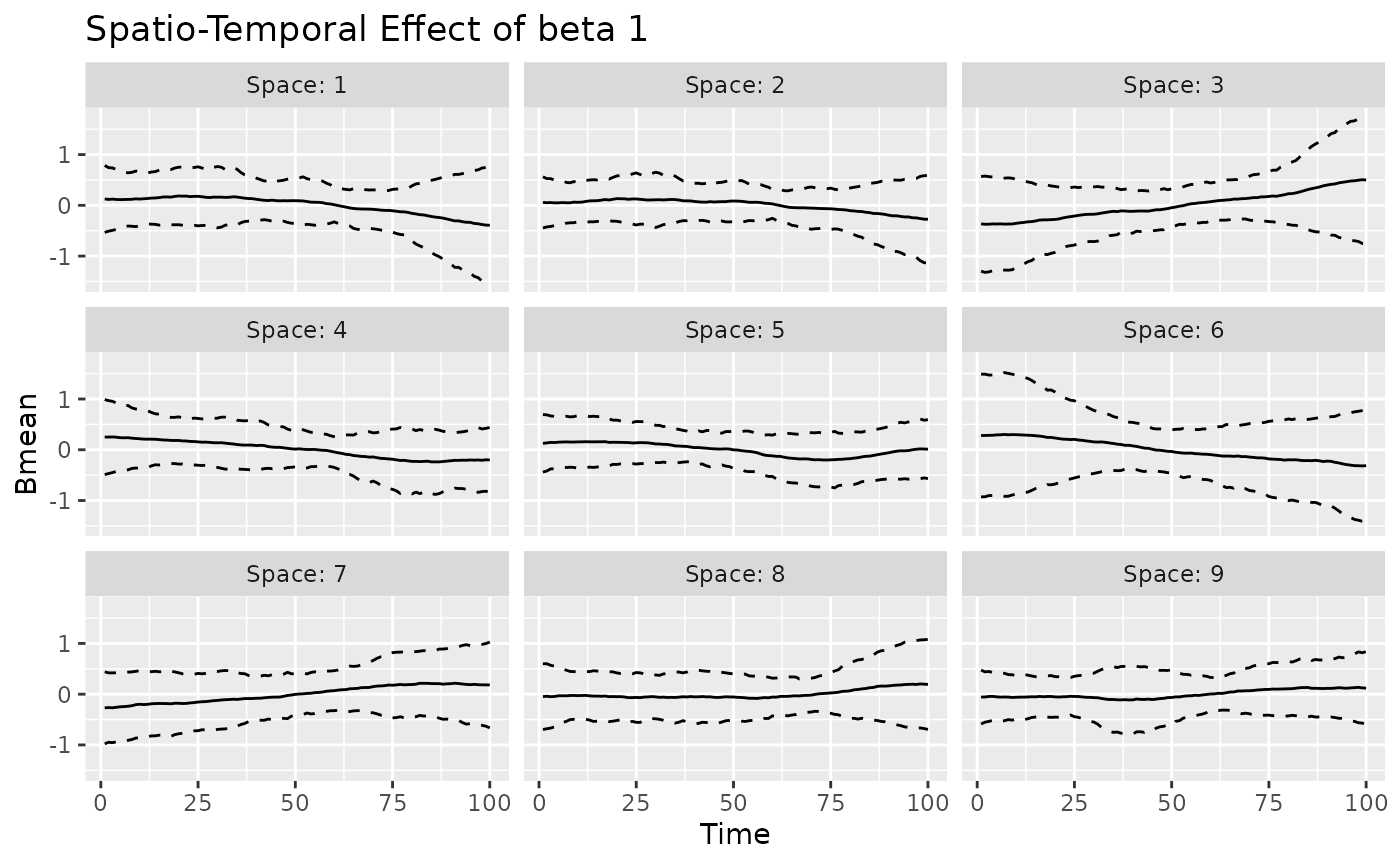 Spatio-Temporal Effect of beta 1
Space: 1
Space: 2
Space: 3
1
0
-1
Space: 4
Space: 5
Space: 6
1
0
-1
Space: 7
Space: 8
Space: 9
1
0
-1
0 25 50 75 100
0 25 50 75 100
0 25 50 75 100
Time
Bmean